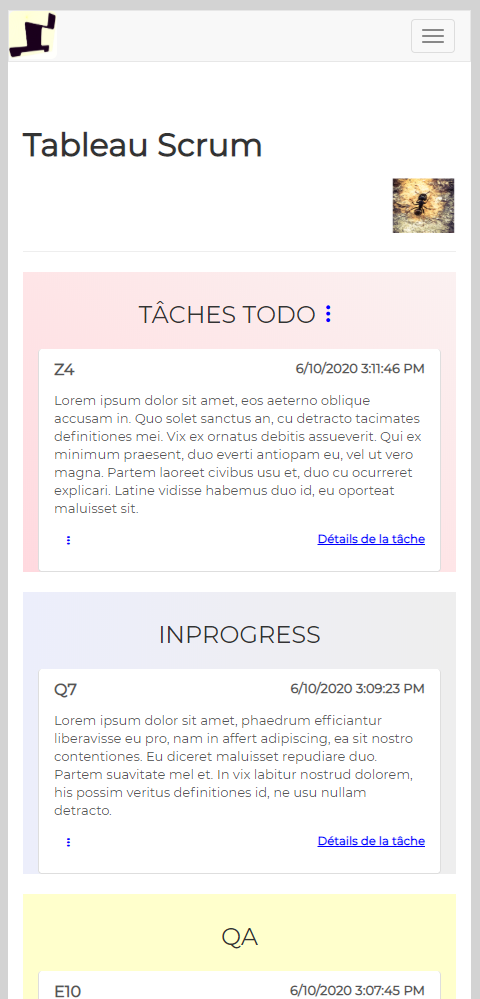 Tableau Scrum
TÂCHES TODO
Z4
6/10/2020 3:11:46 PM
Lorem ipsum dolor sit amet, eos aeterno oblique
accusam in. Quo solet sanctus an, cu detracto tacimates
definitiones mei. Vix ex ornatus debitis assueverit. Qui ex
minimum praesent, duo everti antiopam eu, vel ut vero
magna. Partem laoreet civibus usu et, duo cu ocurreret
explicari. Latine vidisse habemus duo id, eu oporteat
maluisset sit.
Détails de la tâche
INPROGRESS
Q7
6/10/2020 3:09:23 PM
Lorem ipsum dolor sit amet, phaedrum efficiantur
liberavisse eu pro, nam in affert adipiscing, ea sit nostro
contentiones. Eu diceret maluisset repudiare duo.
Partem suavitate mel et. In vix labitur nostrud dolorem,
his possim veritus definitiones id, ne usu nullam
detracto.
Détails de la tâche
QA
E10
6/10/2020 3:07:45 PM